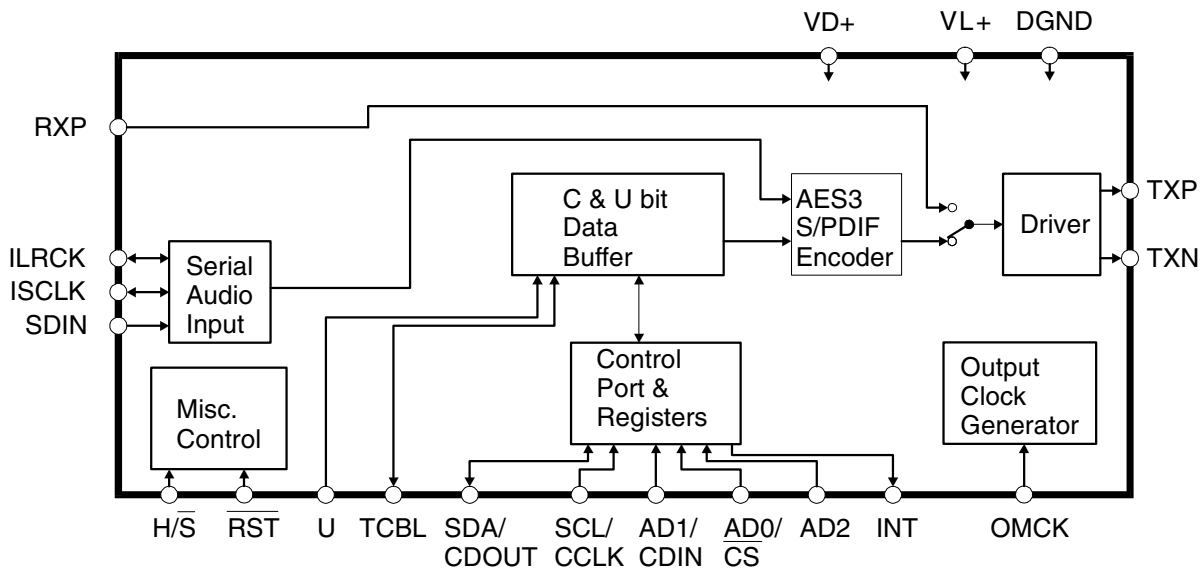 VD+ VL+ DGND
RXP
C & U bit
Data
Buffer
AES3
S/PDIF
Encoder
Driver
TXP
TXN
ILRCK
ISCLK
SDIN
Serial
Audio
Input
Misc.
Control
Control
Port &
Registers
Output
Clock
Generator
H/S̅ R̅S̅T̅ U TCBL SDA/ SCL/ AD1/ AD0/ AD2 INT OMCK
CDOUT CCLK CDIN C̅S̅